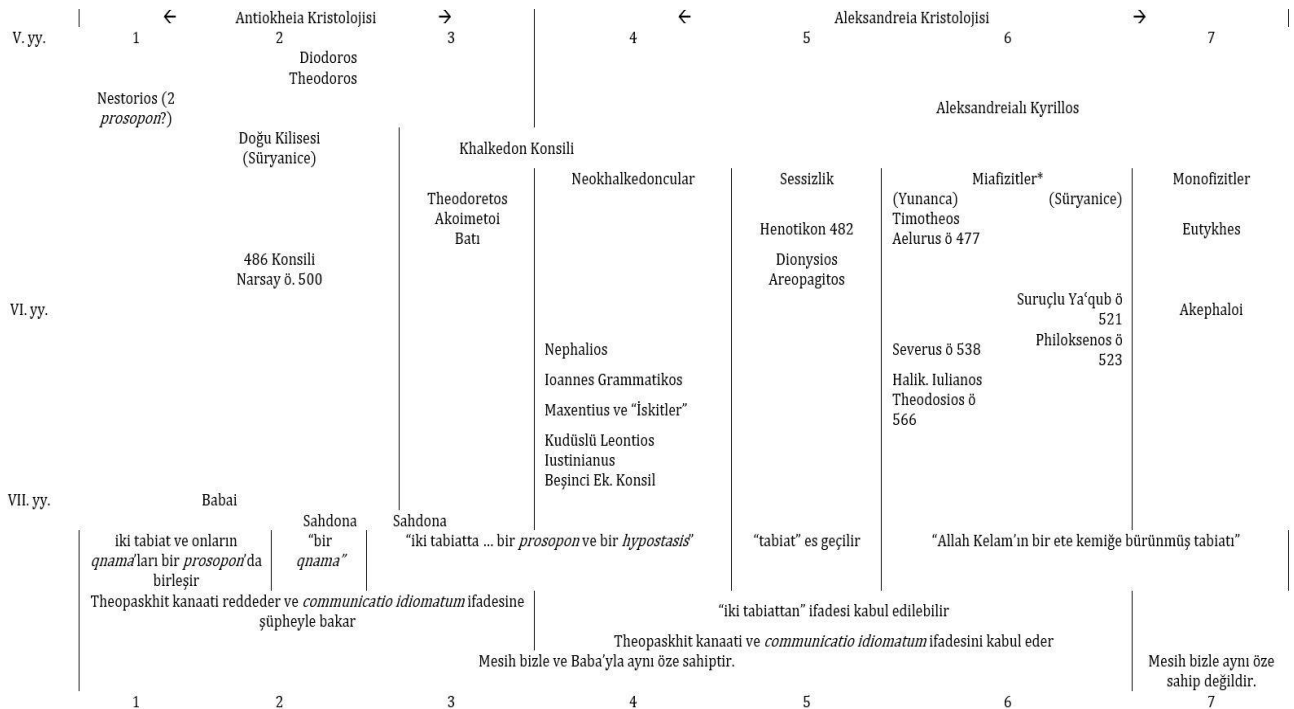 ← Antiokheia Kristolojisi → ← Aleksandreia Kristolojisi →
V. yy. 1 2 3 4 5 6 7
Diodoros
Theodoros
Nestorios (2
prosopon?)
Aleksandreialı Kyrillos
Doğu Kilisesi
(Süryanice)
Khalkedon Konsili
Neokhalkedoncular Sessizlik Miafizitler* Monofizitler
Theodoretos
Akoimetoi
Batı
(Yunanca) (Süryanice)
Timotheos
Aelurus ö 477
Henotikon 482
Eutykhes
486 Konsili
Narsay ö. 500
Dionysios
Areopagitos
VI. yy.
Suruçlu Yaʿqub ö
521
Akephaloi
Nephalios
Severus ö 538
Philoksenos ö
523
Ioannes Grammatikos
Halik. Iulianos
Theodosios ö
566
Maxentius ve “İskitler”
Kudüslü Leontios
Iustinianus
Beşinci Ek. Konsil
VII. yy. Babai
Sahdona Sahdona
iki tabiat ve onların
qnama’ları bir prosopon’da
birleşir
“bir
qnama”
“iki tabiatta ... bir prosopon ve bir hypostasis”
“tabiat” es geçilir
“Allah Kelam’ın bir ete kemiğe bürünmüş tabiatı”
Theopaskhit kanaati reddeder ve communicatio idiomatum ifadesine
şüpheyle bakar
“iki tabiattan” ifadesi kabul edilebilir
Theopaskhit kanaati ve communicatio idiomatum ifadesini kabul eder
Mesih bizle ve Baba’yla aynı öze sahiptir.
Mesih bizle aynı öze
sahip değildir.
1 2 3 4 5 6 7